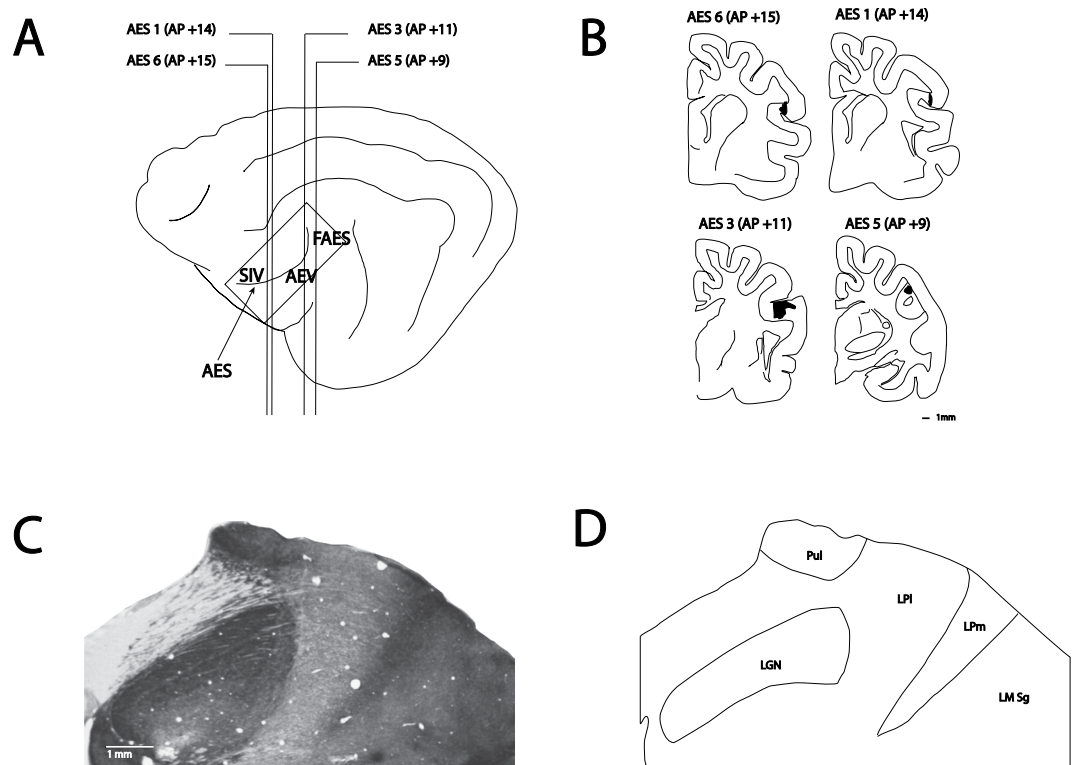 A
AES 1 (AP +14)
AES 6 (AP +15)
AES 3 (AP +11)
AES 5 (AP +9)
FAES
SIV
AEV
AES
B
AES 6 (AP +15)
AES 1 (AP +14)
AES 3 (AP +11)
AES 5 (AP +9)
1mm
C
1 mm
D
Pul
LPl
LPm
LGN
LM Sg